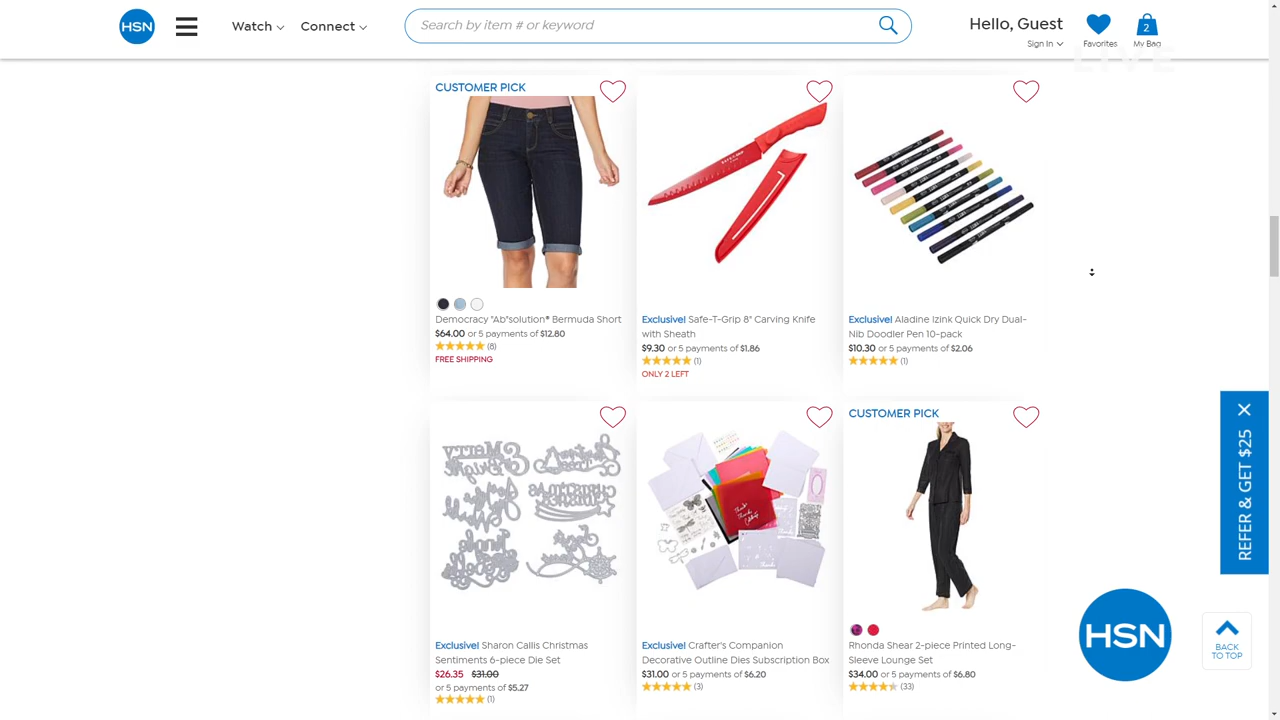 HSN
Watch
Connect
Search by item # or keyword
Hello, Guest
Sign In
Favorites
2
My Bag
LIVE
CUSTOMER PICK
Democracy "Ab"solution® Bermuda Short
$64.00 or 5 payments of $12.80
(8)
FREE SHIPPING
Exclusive! Safe-T-Grip 8" Carving Knife
with Sheath
$9.30 or 5 payments of $1.86
(1)
ONLY 2 LEFT
Exclusive! Aladine Izink Quick Dry Dual-
Nib Doodler Pen 10-pack
$10.30 or 5 payments of $2.06
(1)
Exclusive! Sharon Callis Christmas
Sentiments 6-piece Die Set
$26.35 $31.00
or 5 payments of $5.27
(1)
Exclusive! Crafter's Companion
Decorative Outline Dies Subscription Box
$31.00 or 5 payments of $6.20
(3)
CUSTOMER PICK
Rhonda Shear 2-piece Printed Long-
Sleeve Lounge Set
$34.00 or 5 payments of $6.80
(33)
REFER & GET $25
HSN
BACK
TO TOP